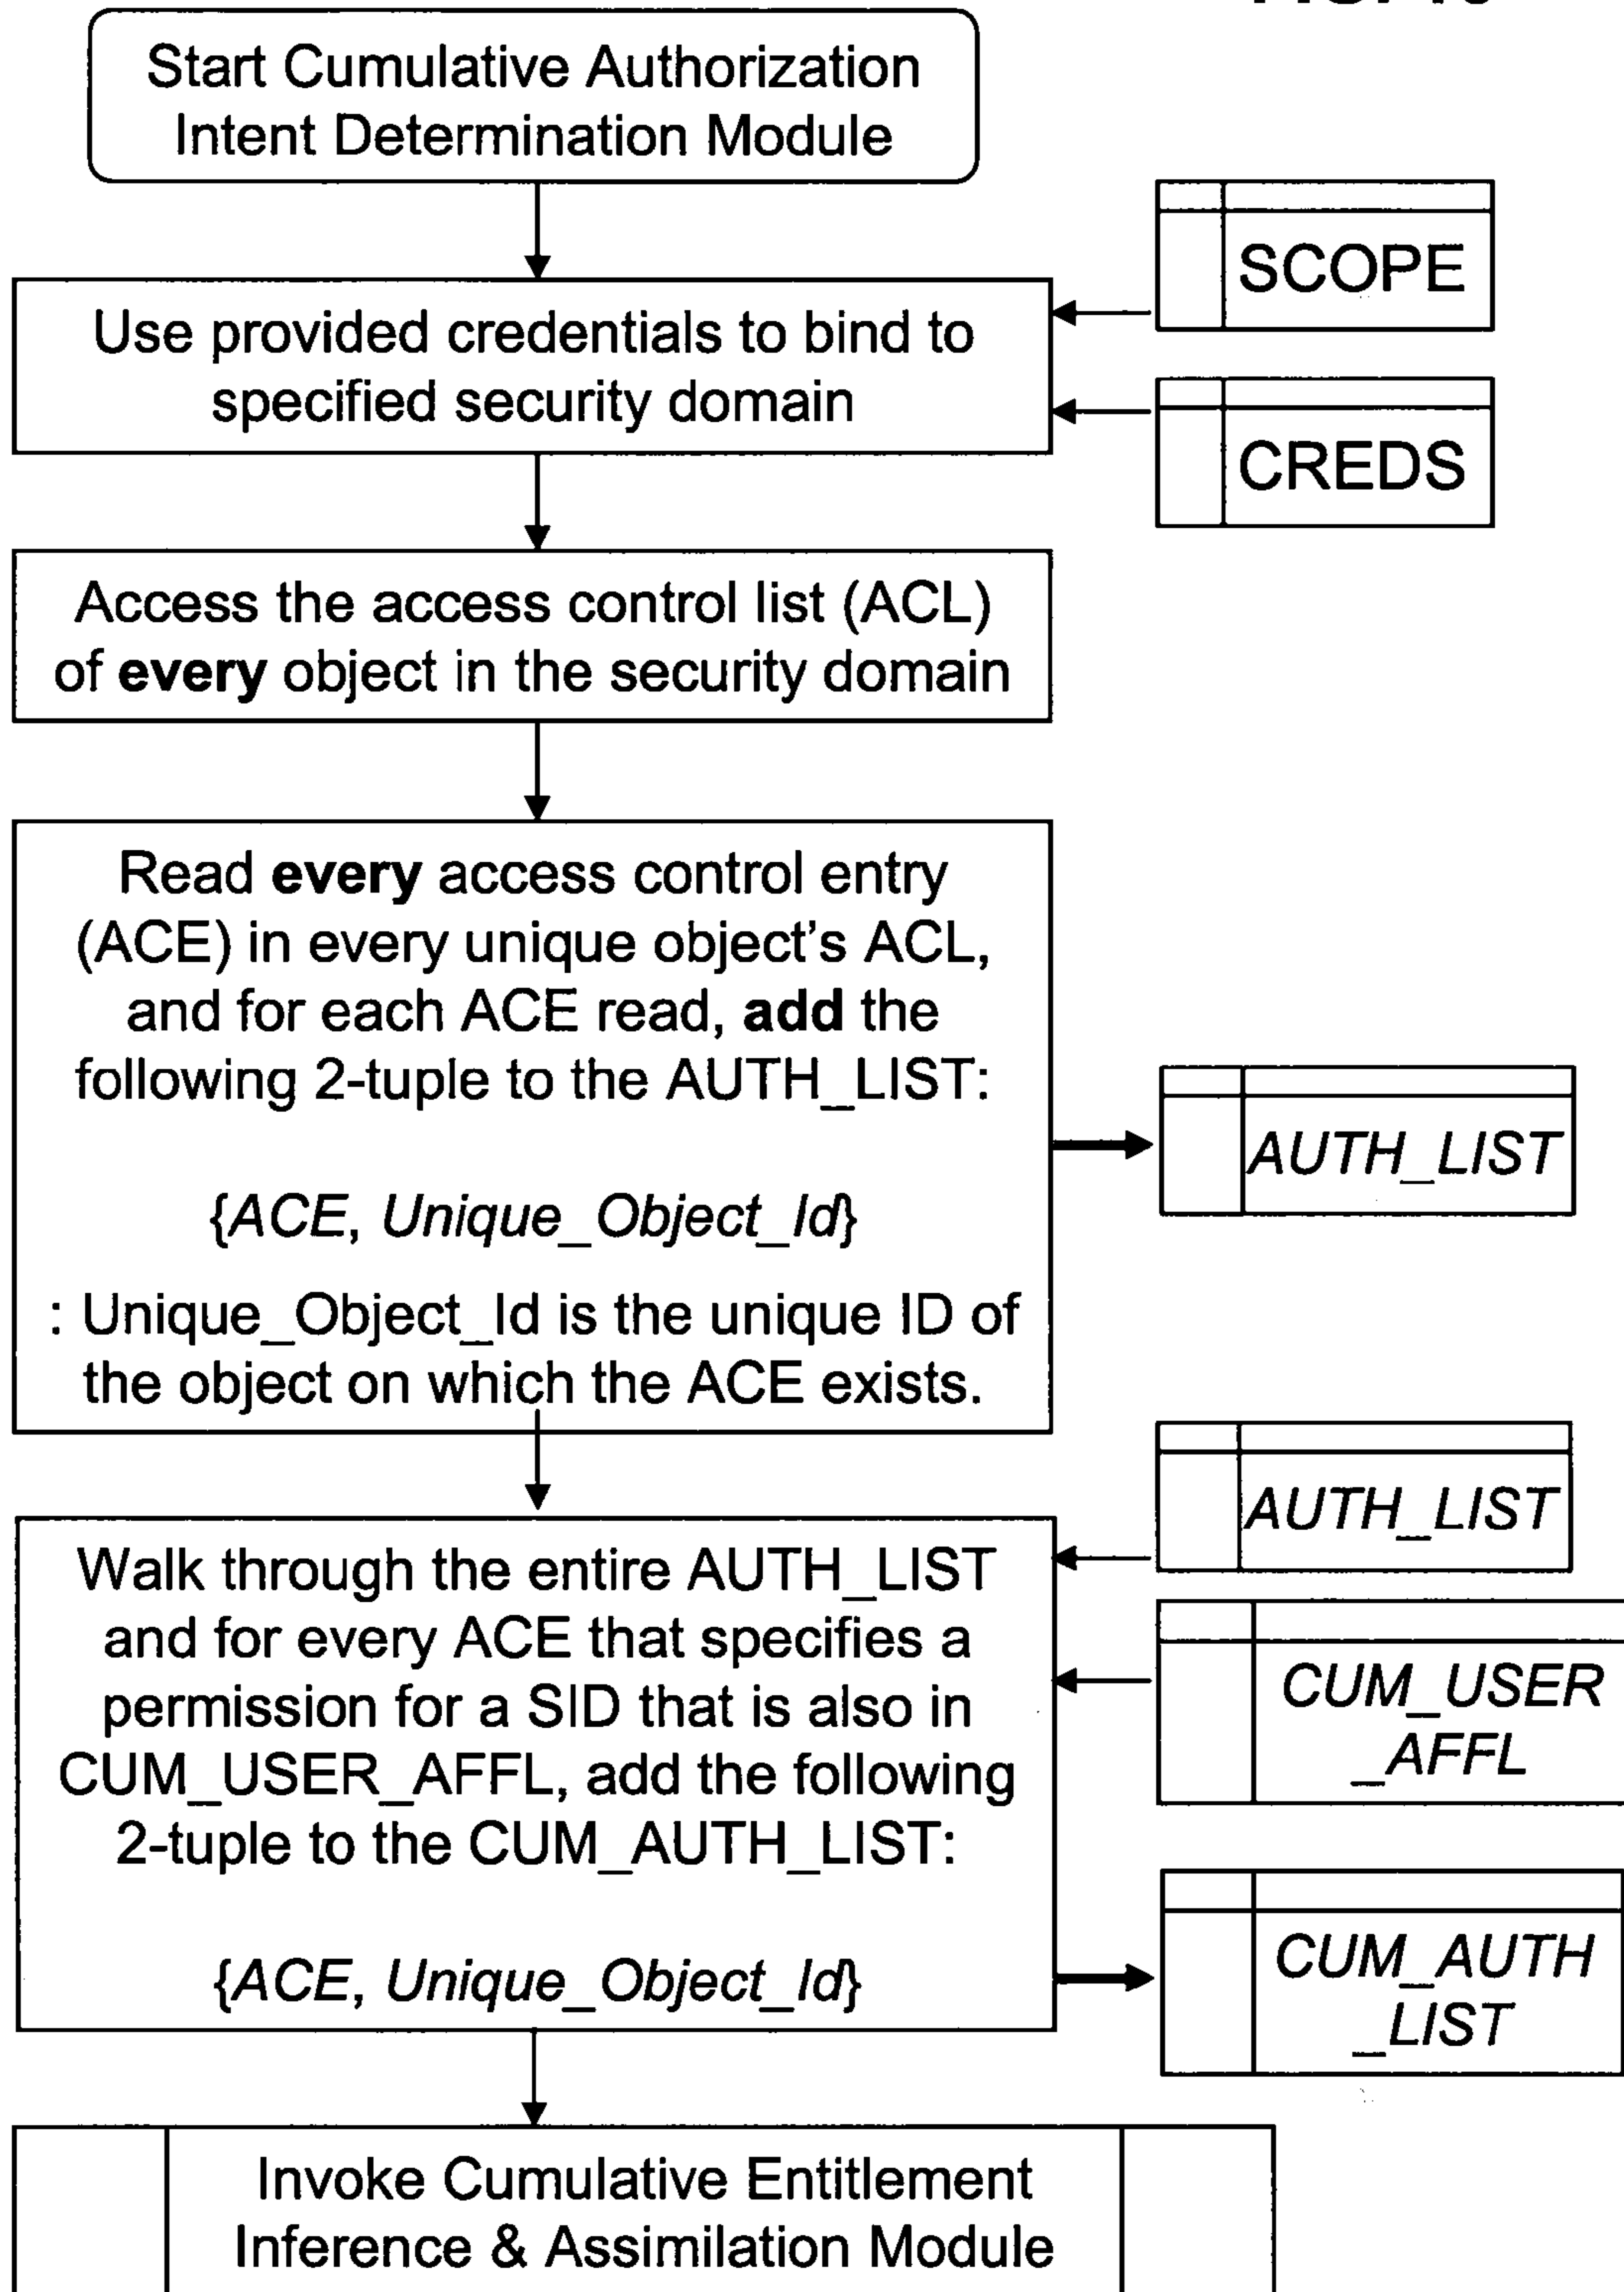 Start Cumulative Authorization
Intent Determination Module
SCOPE
Use provided credentials to bind to
specified security domain
CREDS
Access the access control list (ACL)
of every object in the security domain
Read every access control entry
(ACE) in every unique object's ACL,
and for each ACE read, add the
following 2-tuple to the AUTH_LIST:
{ACE, Unique_Object_Id}
: Unique_Object_Id is the unique ID of
the object on which the ACE exists.
AUTH_LIST
Walk through the entire AUTH_LIST
and for every ACE that specifies a
permission for a SID that is also in
CUM_USER_AFFL, add the following
2-tuple to the CUM_AUTH_LIST:
{ACE, Unique_Object_Id}
AUTH_LIST
CUM_USER
_AFFL
CUM_AUTH
_LIST
Invoke Cumulative Entitlement
Inference & Assimilation Module